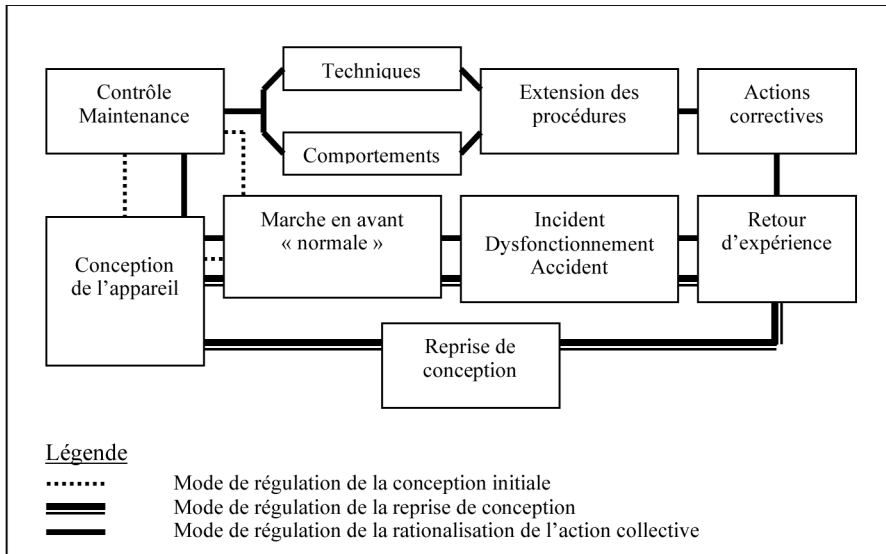 Contrôle
Maintenance
Techniques
Comportements
Extension des
procédures
Actions
correctives
Conception
de l’appareil
Marche en avant
« normale »
Incident
Dysfonctionnement
Accident
Retour
d’expérience
Reprise de
conception
Légende
Mode de régulation de la conception initiale
Mode de régulation de la reprise de conception
Mode de régulation de la rationalisation de l’action collective